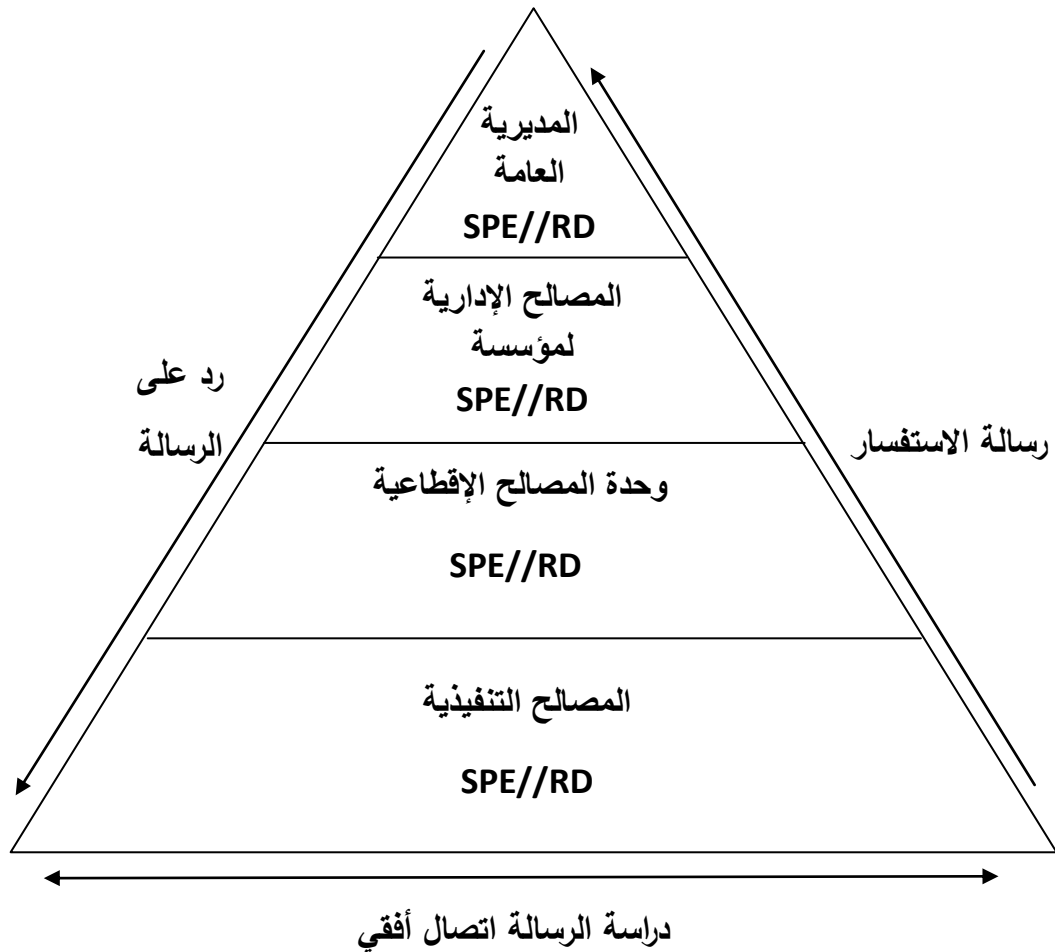 المديرية
العامة
SPE//RD
المصالح الإدارية
لمؤسسة
SPE//RD
رد على
الرسالة
رسالة الاستفسار
وحدة المصالح الإقطاعية
SPE//RD
المصالح التنفيذية
SPE//RD
دراسة الرسالة اتصال أفقي